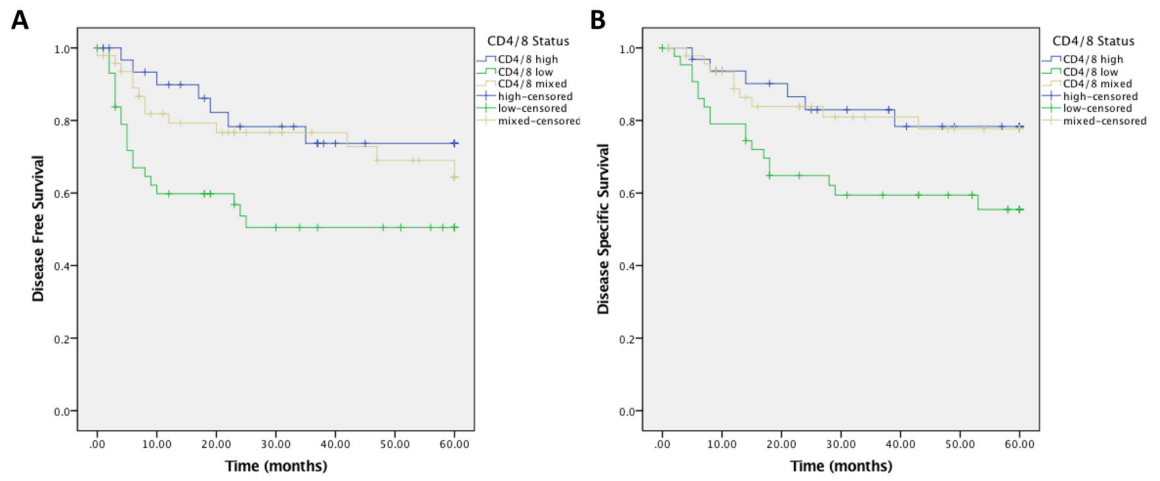 A
CD4/8 Status
CD4/8 high
CD4/8 low
CD4/8 mixed
high-censored
low-censored
mixed-censored
Disease Free Survival
1.0
0.8
0.6
0.4
0.2
0.0
.00 10.00 20.00 30.00 40.00 50.00 60.00
Time (months)
B
CD4/8 Status
CD4/8 high
CD4/8 low
CD4/8 mixed
high-censored
low-censored
mixed-censored
Disease Specific Survival
1.0
0.8
0.6
0.4
0.2
0.0
.00 10.00 20.00 30.00 40.00 50.00 60.00
Time (months)